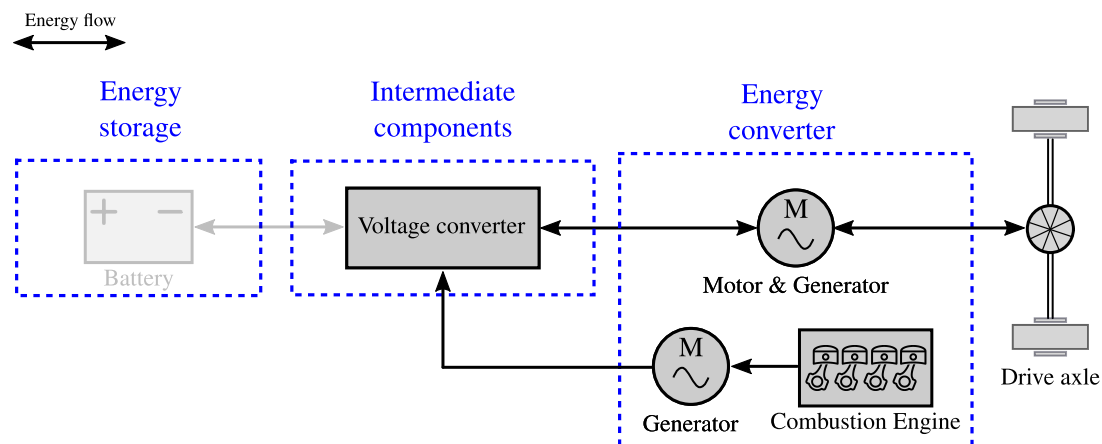 Energy flow
Energy
storage
Intermediate
components
Energy
converter
+ −
Battery
Voltage converter
M
Motor & Generator
M
Generator
Combustion Engine
Drive axle